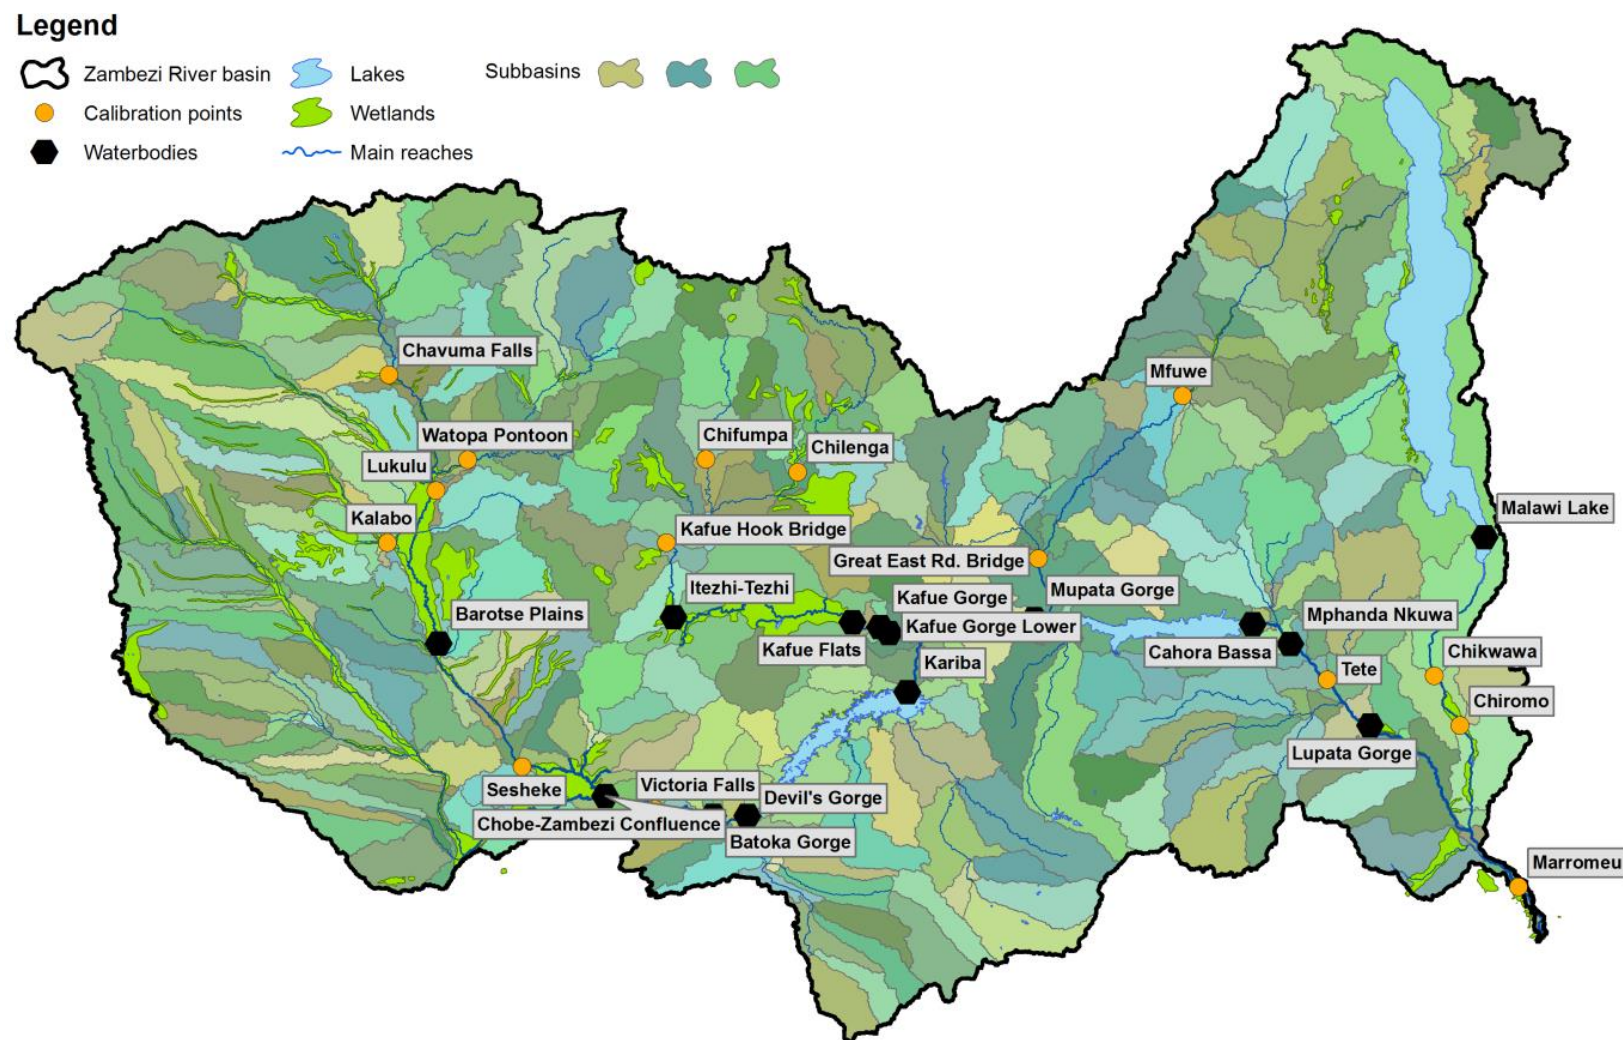 Legend
Zambezi River basin
Lakes
Subbasins
Calibration points
Wetlands
Waterbodies
Main reaches
Chavuma Falls
Mfuwe
Watopa Pontoon
Chifumpa
Chilenga
Lukulu
Kalabo
Malawi Lake
Kafue Hook Bridge
Great East Rd. Bridge
Itezhi-Tezhi
Mupata Gorge
Kafue Gorge
Barotse Plains
Mphanda Nkuwa
Kafue Gorge Lower
Kafue Flats
Cahora Bassa
Chikwawa
Kariba
Tete
Chiromo
Lupata Gorge
Sesheke
Victoria Falls
Devil's Gorge
Chobe-Zambezi Confluence
Batoka Gorge
Marromeu